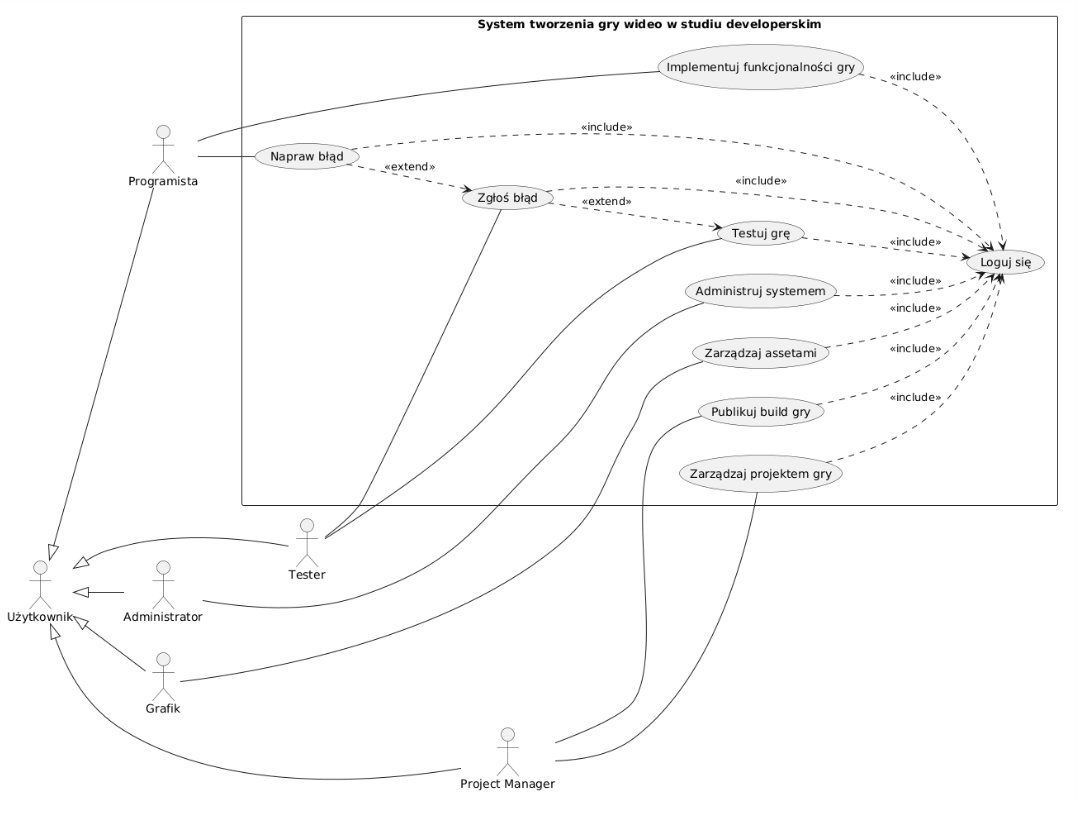 System tworzenia gry wideo w studiu developerskim
Implementuj funkcjonalności gry
«include»
«include»
Programista
Napraw błąd
«extend»
«include»
Zgłoś błąd
«extend»
Testuj grę
«include»
Loguj się
Administruj systemem
«include»
«include»
Zarządzaj assetami
«include»
Publikuj build gry
«include»
Zarządzaj projektem gry
Tester
Użytkownik
Administrator
Grafik
Project Manager